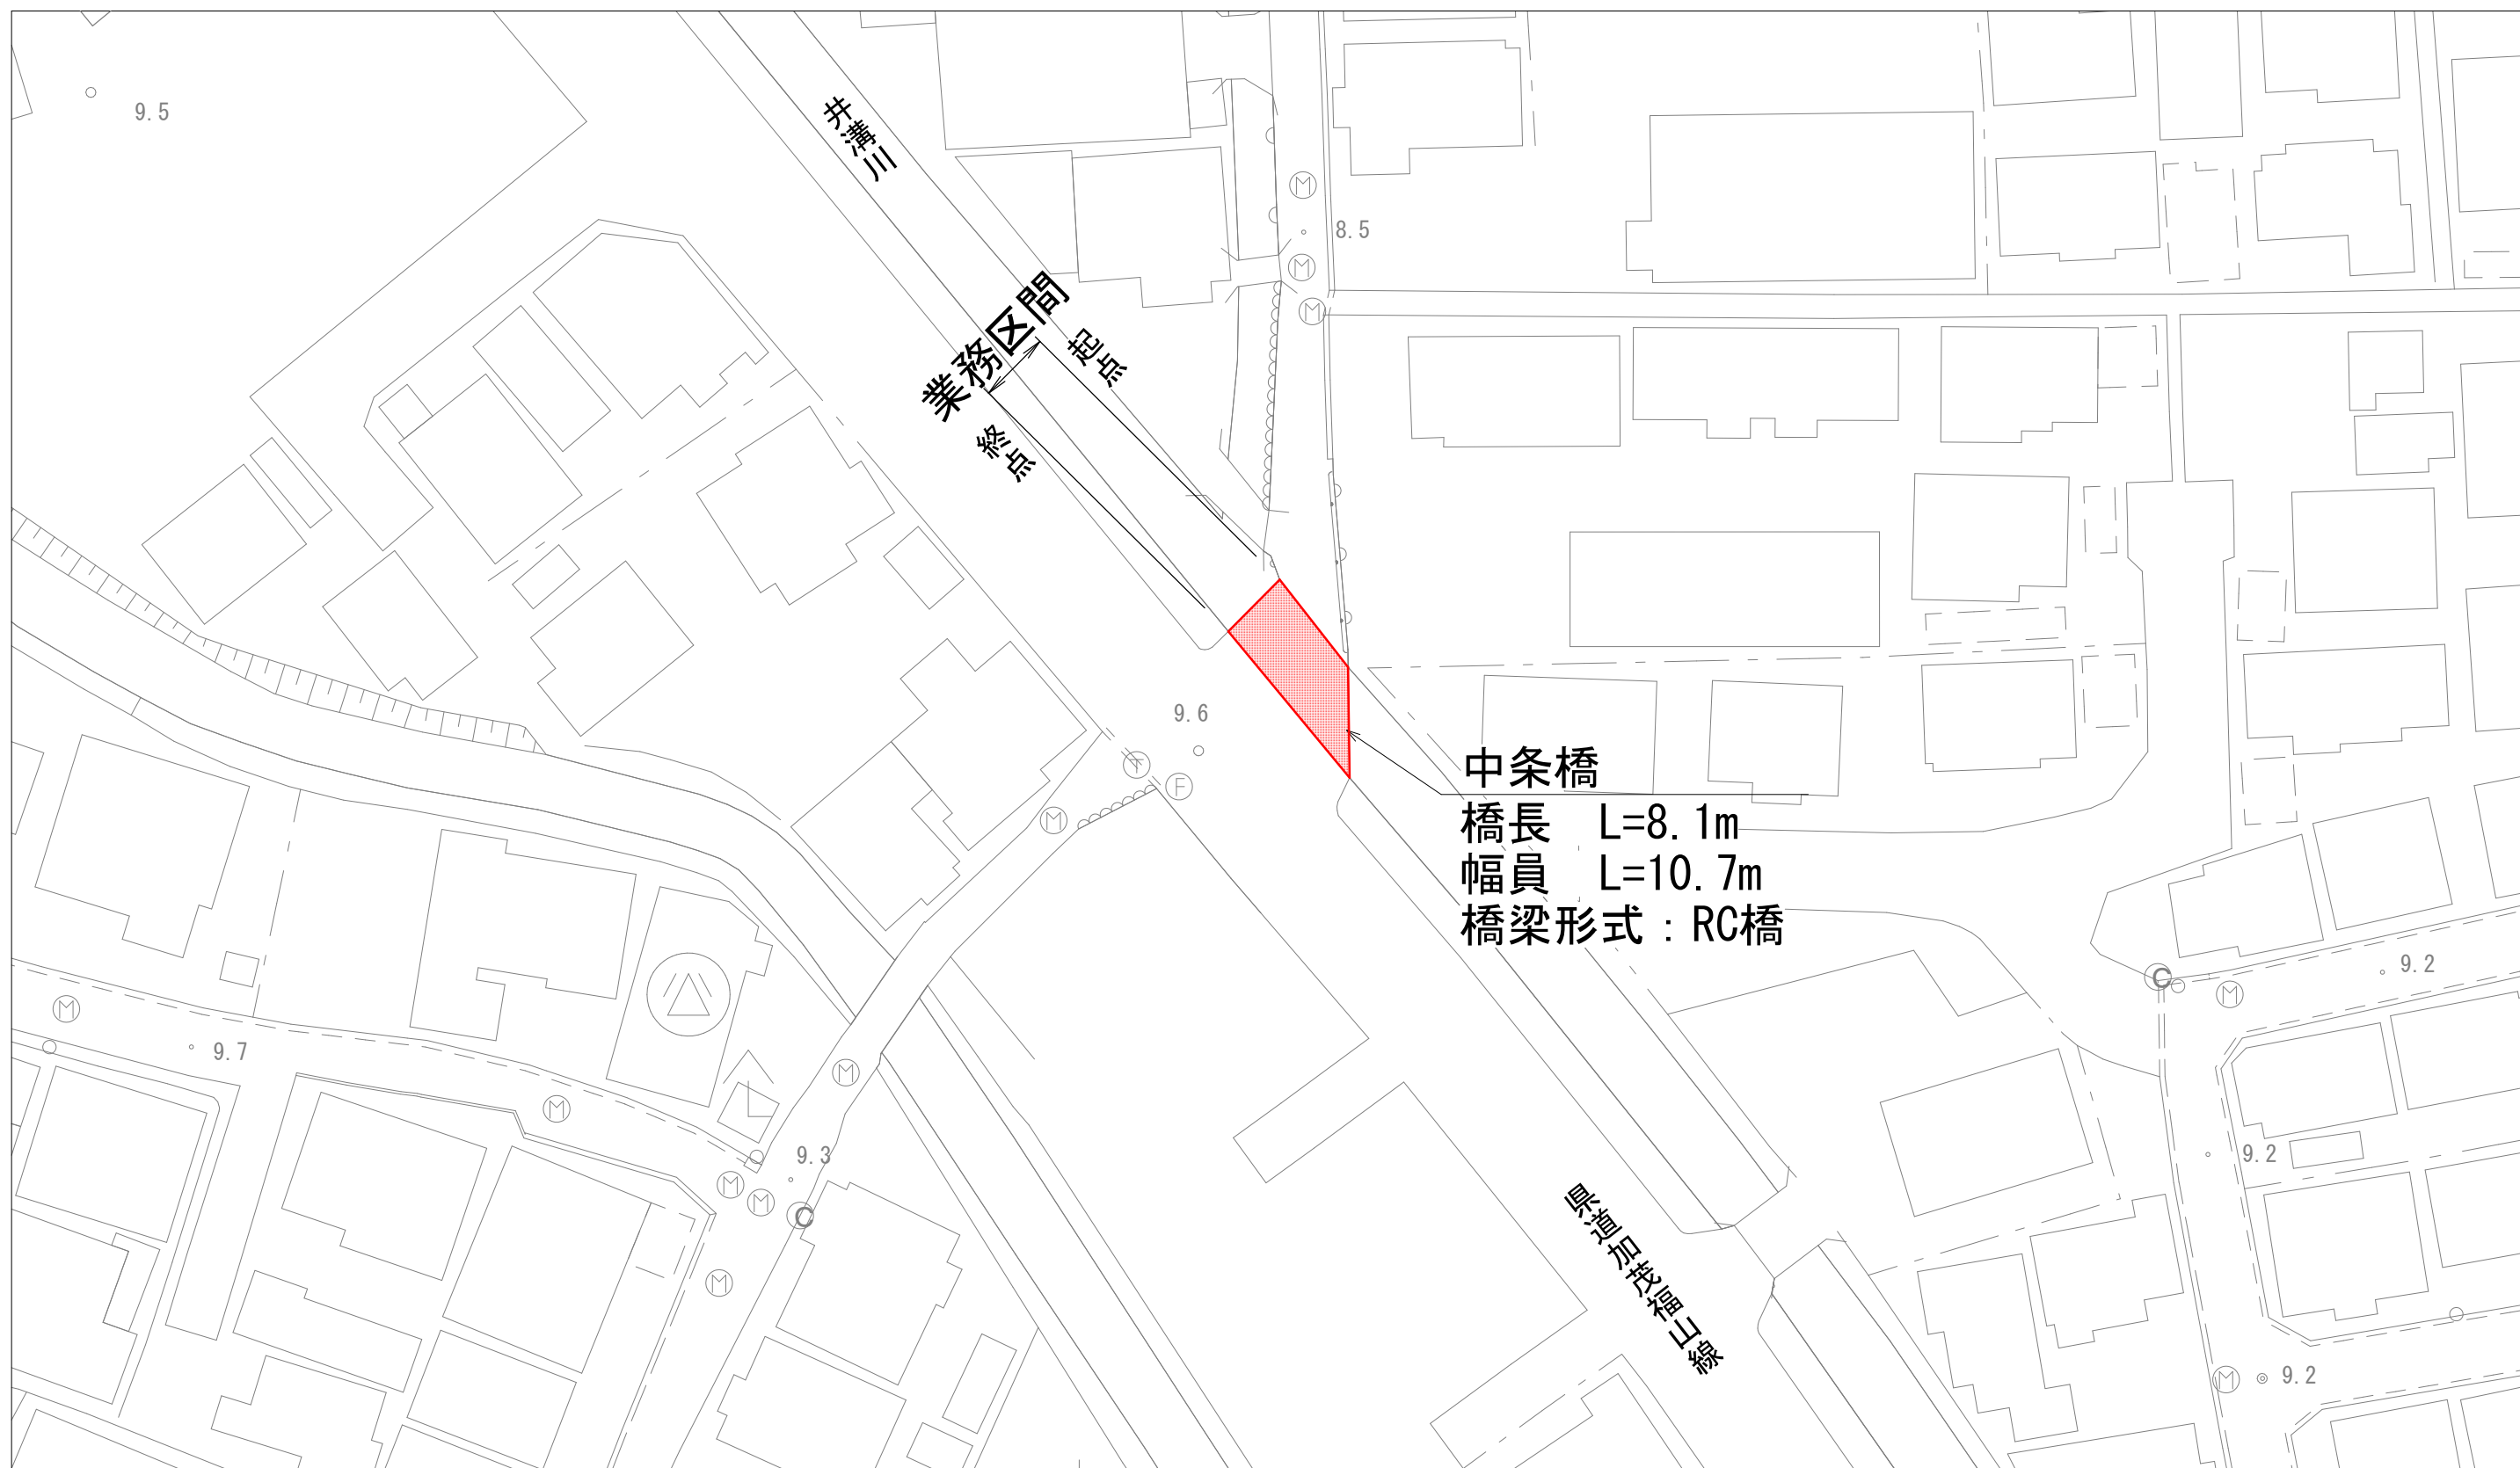 9.5
井溝川
8.5
業務区間
起点
終点
9.6
中条橋
橋長　L=8.1m
幅員　L=10.7m
橋梁形式：RC橋
9.2
9.7
9.3
9.2
県道加茂福山線
9.2
M
M
M
T
F
M
M
M
M
M
M
M
C
C
M
M